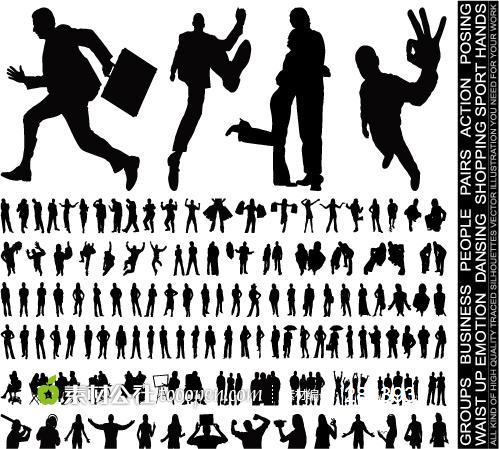 GROUPS BUSINESS PEOPLE PAIRS ACTION POSING
WAIST UP EMOTION DANSING SHOPPING SPORT HANDS
ALL KIND OF HIGH QUALITY TRACED SILHOUETTES VECTOR ILLUSTRATION YOU NEED FOR YOUR WORK
素材公社